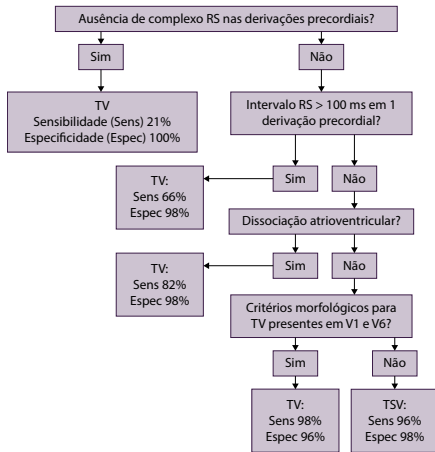 Ausência de complexo RS nas derivações precordiais?
Sim
Não
TV
Sensibilidade (Sens) 21%
Especificidade (Espec) 100%
Intervalo RS > 100 ms em 1
derivação precordial?
Sim
Não
TV:
Sens 66%
Espec 98%
Dissociação atrioventricular?
Sim
Não
TV:
Sens 82%
Espec 98%
Critérios morfológicos para
TV presentes em V1 e V6?
Sim
Não
TV:
Sens 98%
Espec 96%
TSV:
Sens 96%
Espec 98%